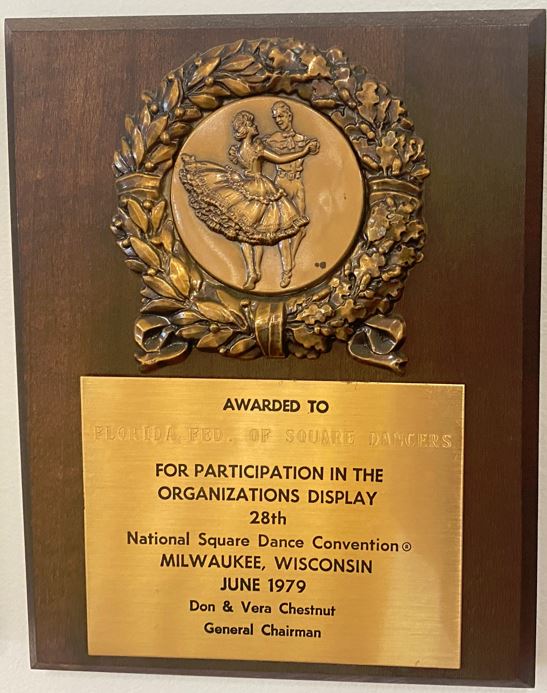 AWARDED TO
FLORIDA FED. OF SQUARE DANCERS
FOR PARTICIPATION IN THE
ORGANIZATIONS DISPLAY
28th
National Square Dance Convention®
MILWAUKEE, WISCONSIN
JUNE 1979
Don & Vera Chestnut
General Chairman